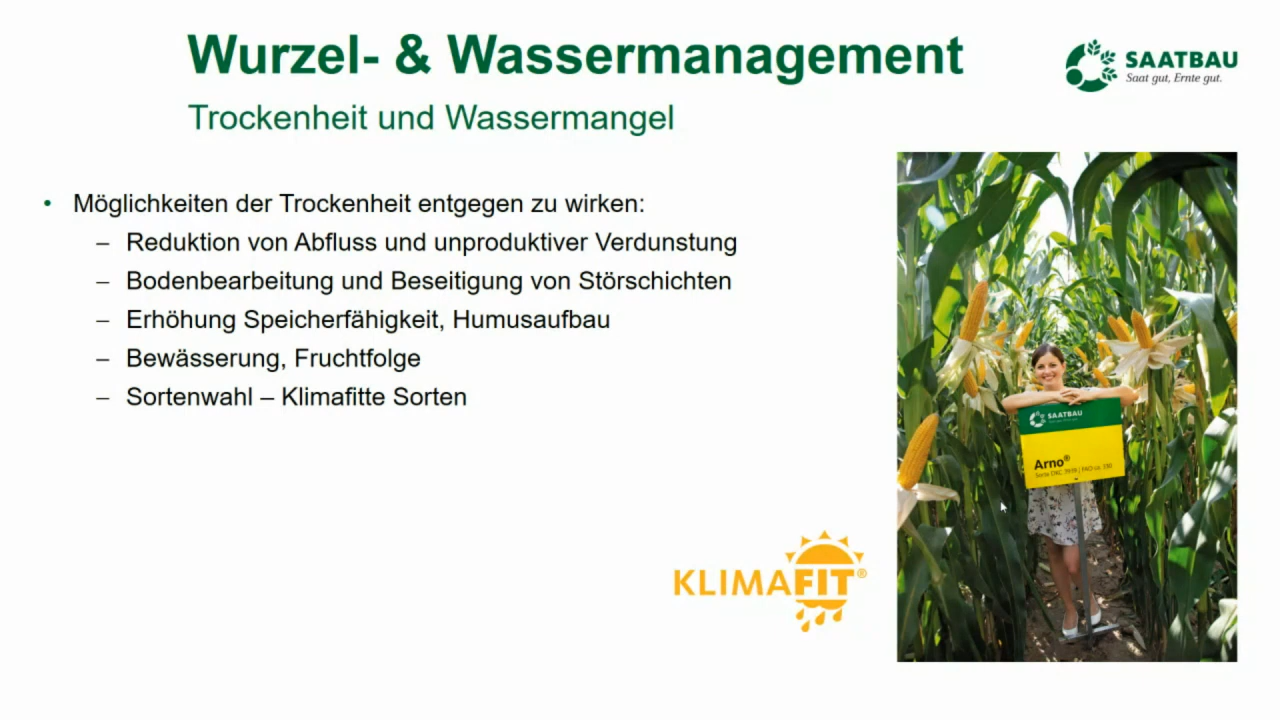 Wurzel- & Wassermanagement
SAATBAU
Saat gut, Ernte gut.
Trockenheit und Wassermangel
• Möglichkeiten der Trockenheit entgegen zu wirken:
– Reduktion von Abfluss und unproduktiver Verdunstung
– Bodenbearbeitung und Beseitigung von Störschichten
– Erhöhung Speicherfähigkeit, Humusaufbau
– Bewässerung, Fruchtfolge
– Sortenwahl – Klimafitte Sorten
SAATBAU
Arno®
KLIMAFIT®